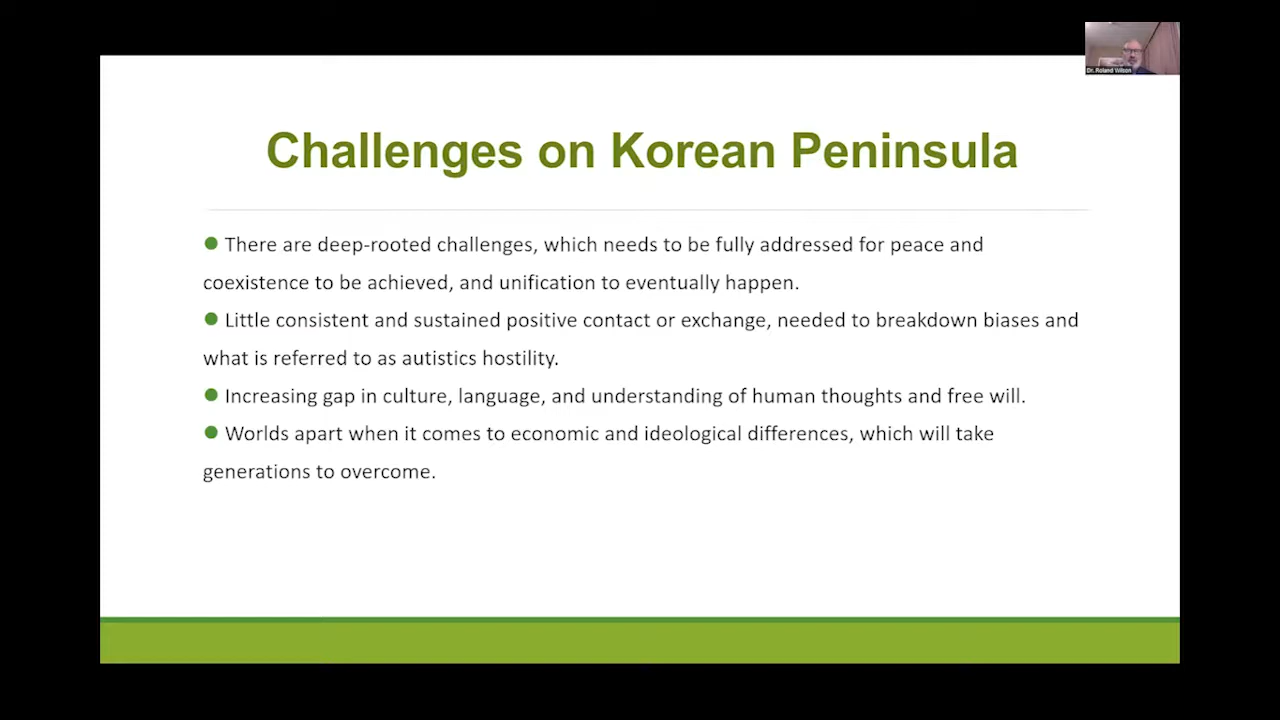 Dr. Roland Wilson
Challenges on Korean Peninsula
There are deep-rooted challenges, which needs to be fully addressed for peace and
coexistence to be achieved, and unification to eventually happen.
Little consistent and sustained positive contact or exchange, needed to breakdown biases and
what is referred to as autistics hostility.
Increasing gap in culture, language, and understanding of human thoughts and free will.
Worlds apart when it comes to economic and ideological differences, which will take
generations to overcome.